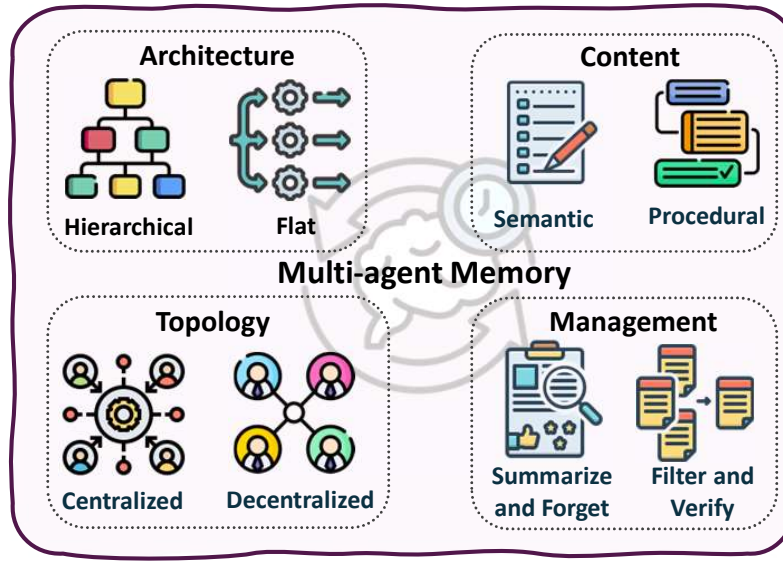 Architecture
Hierarchical
Flat
Content
Semantic
Procedural
Multi-agent Memory
Topology
Centralized
Decentralized
Management
Summarize
and Forget
Filter and
Verify